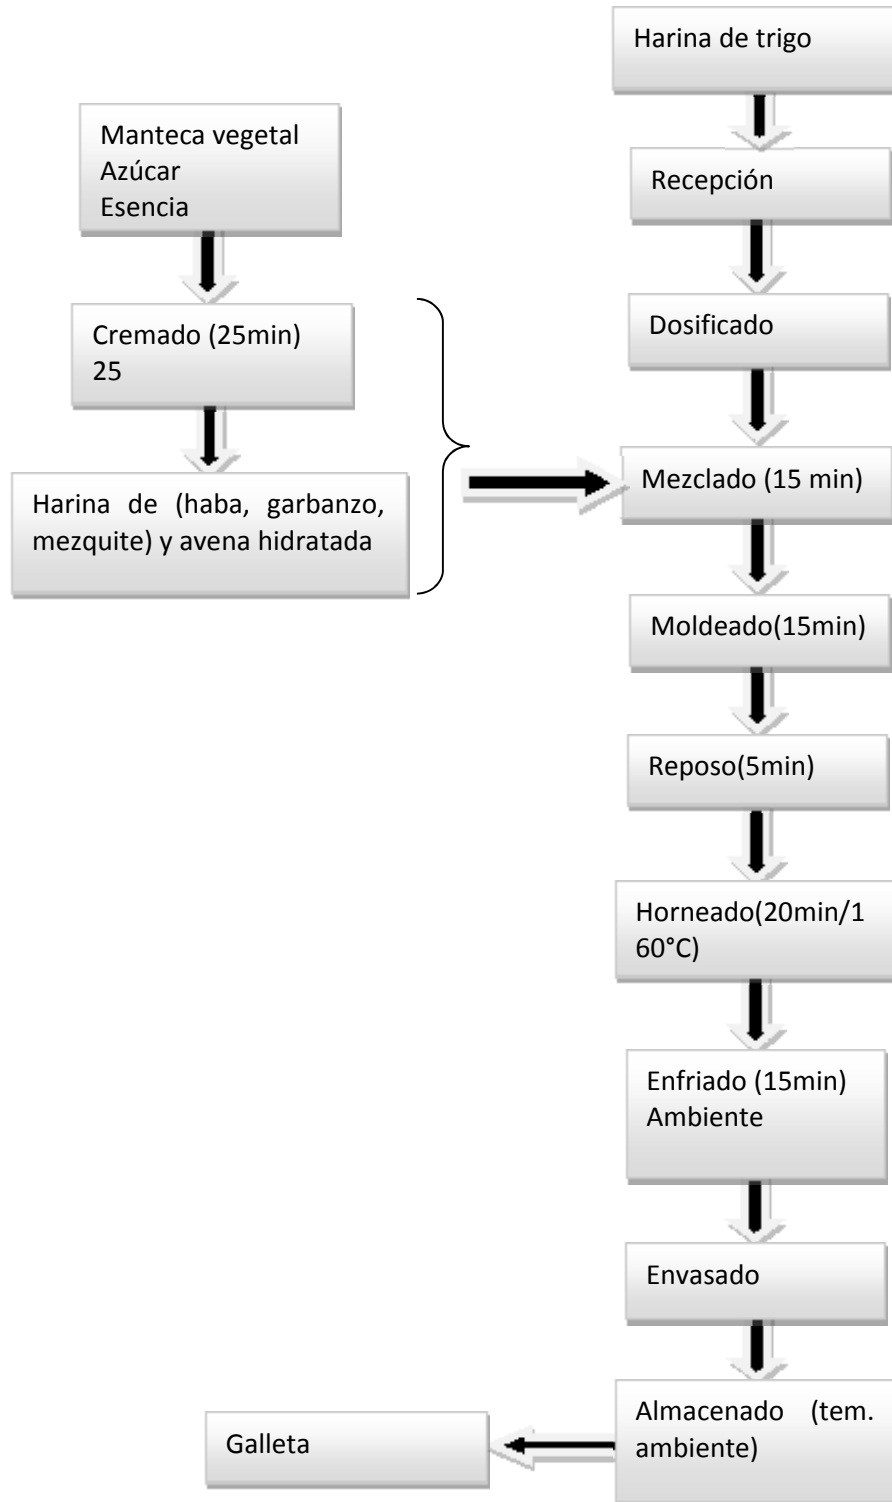 Harina de trigo
Manteca vegetal
Azúcar
Esencia
Recepción
Cremado (25min)
25
Dosificado
Harina de (haba, garbanzo,
mezquite) y avena hidratada
Mezclado (15 min)
Moldeado(15min)
Reposo(5min)
Horneado(20min/1
60°C)
Enfriado (15min)
Ambiente
Envasado
Almacenado (tem.
ambiente)
Galleta